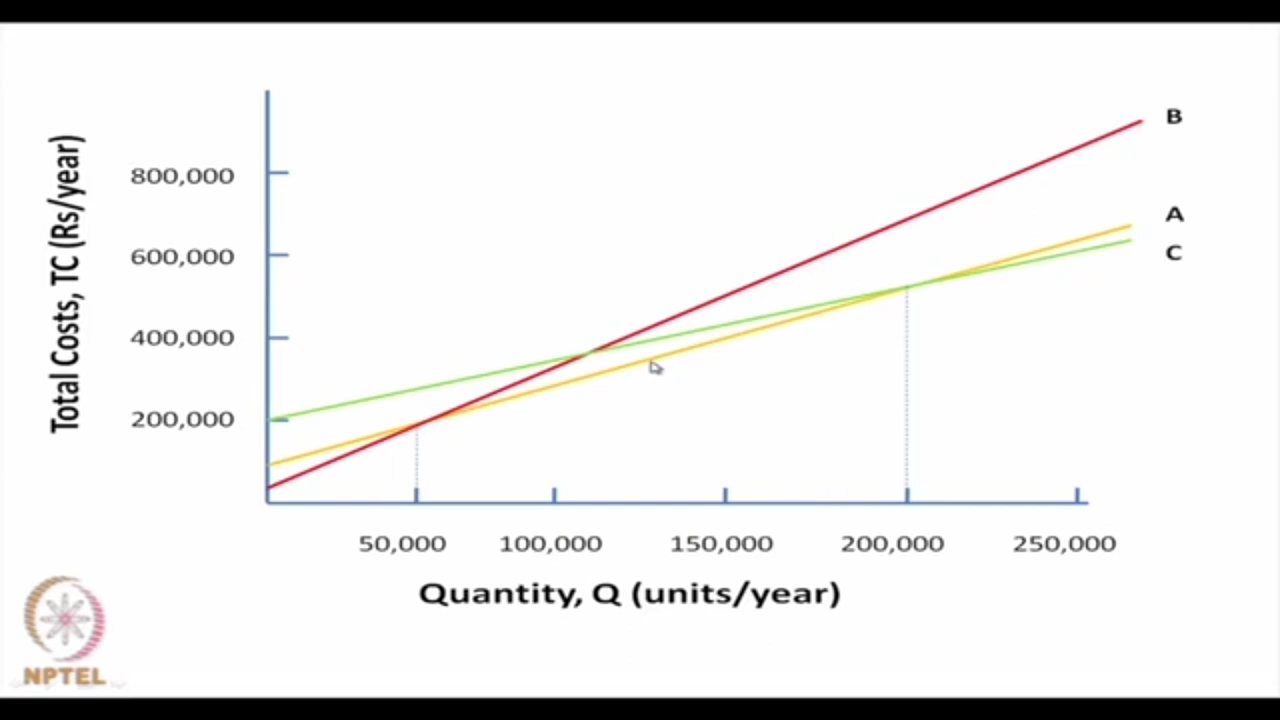 Total Costs, TC (Rs/year)
800,000
600,000
400,000
200,000
B
A
C
50,000 100,000 150,000 200,000 250,000
Quantity, Q (units/year)
NPTEL